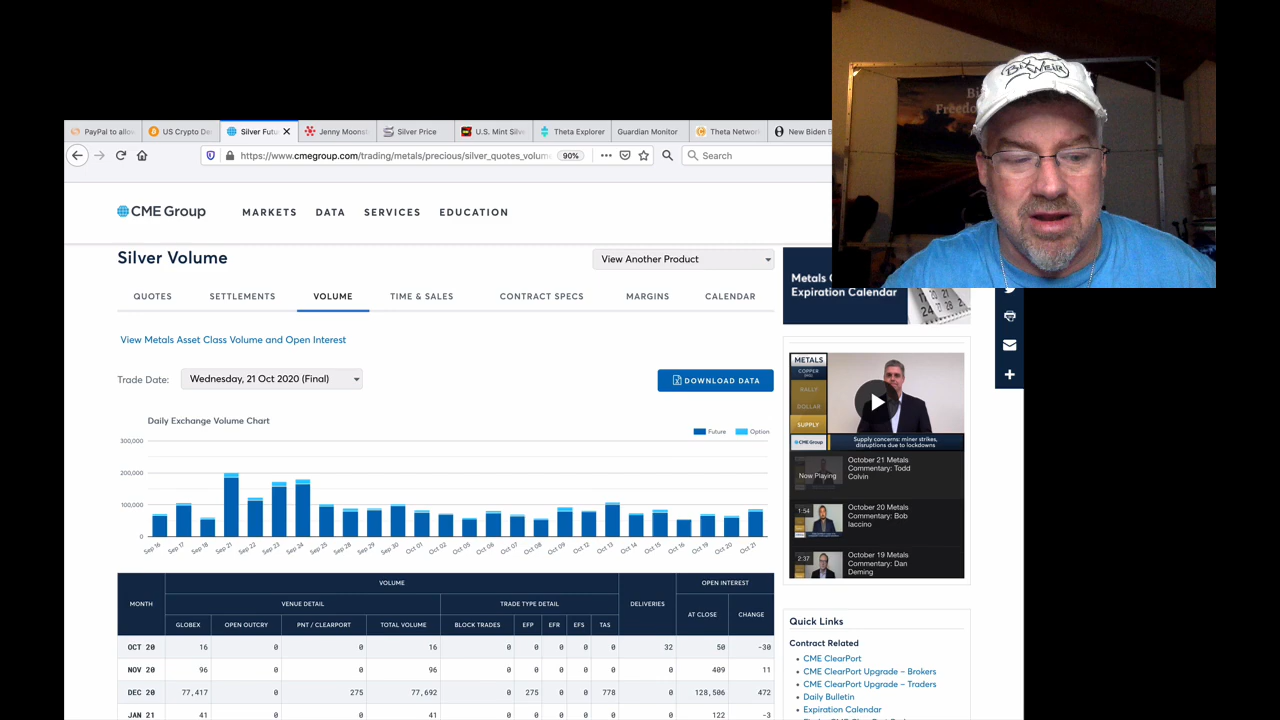 Bix Weir
PayPal to allow
US Crypto De
Silver Futu
Jenny Moonst
Silver Price
U.S. Mint Silve
Theta Explorer
Guardian Monitor
Theta Networ
New Biden B
https://www.cmegroup.com/trading/metals/precious/silver_quotes_volum
90%
Search
CME Group
MARKETS DATA SERVICES EDUCATION
Silver Volume
View Another Product
QUOTES SETTLEMENTS VOLUME TIME & SALES CONTRACT SPECS MARGINS CALENDAR
View Metals Asset Class Volume and Open Interest
Trade Date: Wednesday, 21 Oct 2020 (Final)
DOWNLOAD DATA
Daily Exchange Volume Chart
Future Option
300,000
200,000
100,000
0
Sep 16 Sep 17 Sep 18 Sep 21 Sep 22 Sep 23 Sep 24 Sep 25 Sep 28 Sep 29 Sep 30 Oct 01 Oct 02 Oct 05 Oct 06 Oct 07 Oct 08 Oct 09 Oct 12 Oct 13 Oct 14 Oct 15 Oct 16 Oct 19 Oct 20 Oct 21
MONTH VOLUME DELIVERIES OPEN INTEREST
VENUE DETAIL TRADE TYPE DETAIL AT CLOSE CHANGE
GLOBEX OPEN OUTCRY PNT / CLEARPORT TOTAL VOLUME BLOCK TRADES EFP EFR EFS TAS
OCT 20 16 0 0 16 0 0 0 0 0 32 50 -30
NOV 20 96 0 0 96 0 0 0 0 0 0 409 11
DEC 20 77,417 0 275 77,692 0 275 0 0 778 0 128,506 472
JAN 21 41 0 0 41 0 0 0 0 0 0 122 -3
Expiration Calendar
METALS
COPPER
RALLY
DOLLAR
SUPPLY
CME Group
Supply concerns: miner strikes,
disruptions due to lockdowns
Now Playing
October 21 Metals
Commentary: Todd
Colvin
1:54
October 20 Metals
Commentary: Bob
Iaccino
2:37
October 19 Metals
Commentary: Dan
Deming
Quick Links
Contract Related
CME ClearPort
CME ClearPort Upgrade – Brokers
CME ClearPort Upgrade – Traders
Daily Bulletin
Expiration Calendar